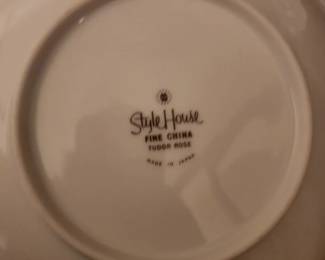 Style House
FINE CHINA
TUDOR ROSE
MADE IN JAPAN